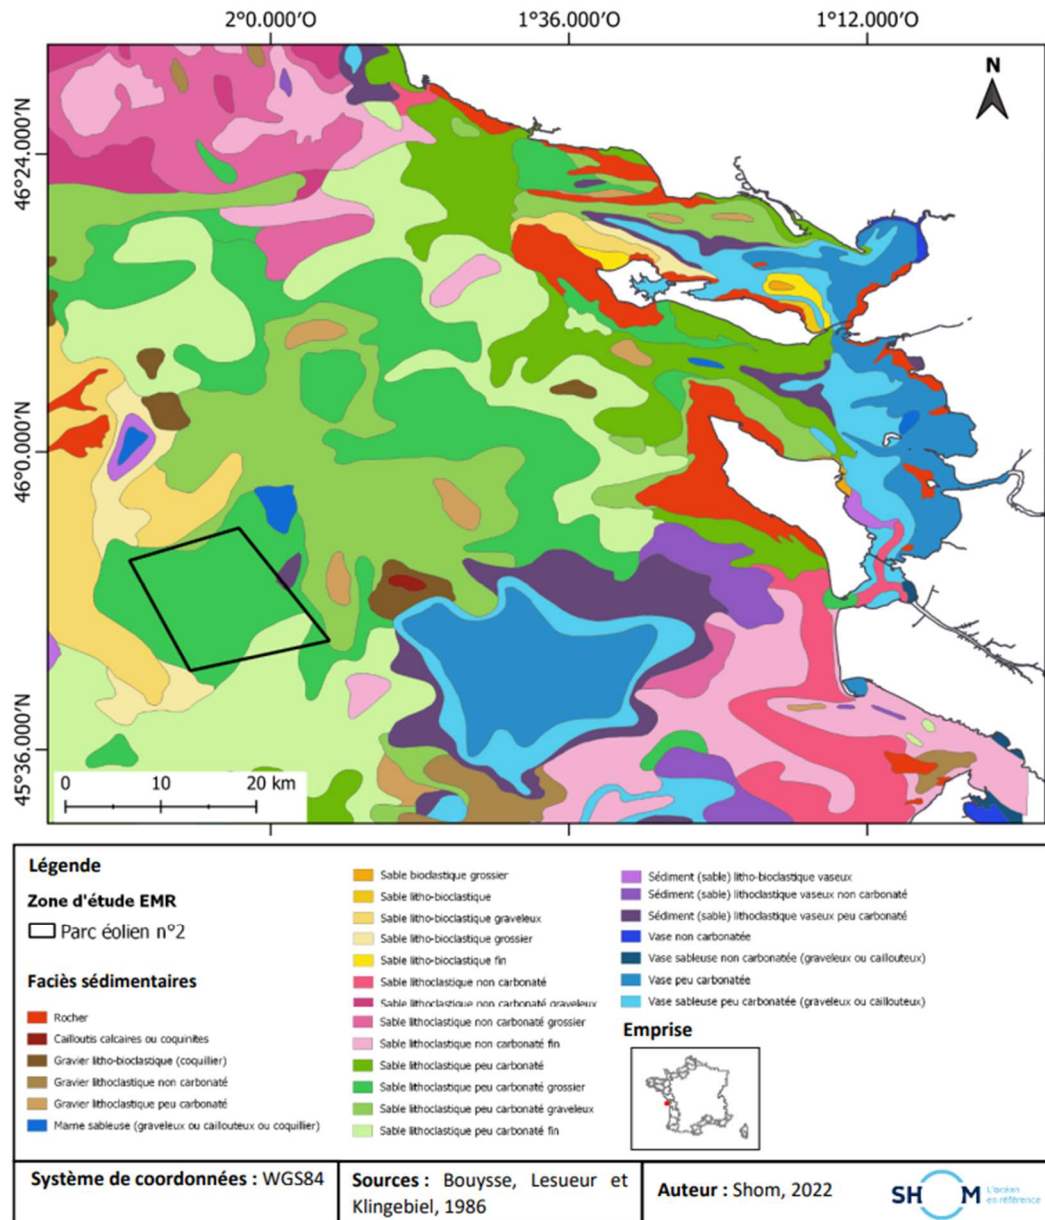 2°0.000'O
1°36.000'O
1°12.000'O
N
46°24.000'N
46°0.000'N
45°36.000'N
0 10 20 km
Légende
Zone d'étude EMR
Parc éolien n°2
Faciès sédimentaires
Rocher
Cailloutis calcaires ou coquinites
Gravier litho-bioclastique (coquillier)
Gravier lithoclastique non carbonaté
Gravier lithoclastique peu carbonaté
Marne sableuse (graveleux ou caillouteux ou coquillier)
Sable bioclastique grossier
Sable litho-bioclastique
Sable litho-bioclastique graveleux
Sable litho-bioclastique grossier
Sable litho-bioclastique fin
Sable lithoclastique non carbonaté
Sable lithoclastique non carbonaté graveleux
Sable lithoclastique non carbonaté grossier
Sable lithoclastique non carbonaté fin
Sable lithoclastique peu carbonaté
Sable lithoclastique peu carbonaté grossier
Sable lithoclastique peu carbonaté graveleux
Sable lithoclastique peu carbonaté fin
Sédiment (sable) litho-bioclastique vaseux
Sédiment (sable) lithoclastique vaseux non carbonaté
Sédiment (sable) lithoclastique vaseux peu carbonaté
Vase non carbonatée
Vase sableuse non carbonatée (graveleux ou caillouteux)
Vase peu carbonatée
Vase sableuse peu carbonatée (graveleux ou caillouteux)
Emprise
Système de coordonnées : WGS84
Sources : Bouysse, Lesueur et
Klingebiel, 1986
Auteur : Shom, 2022
SHOM
L'océan
en référence